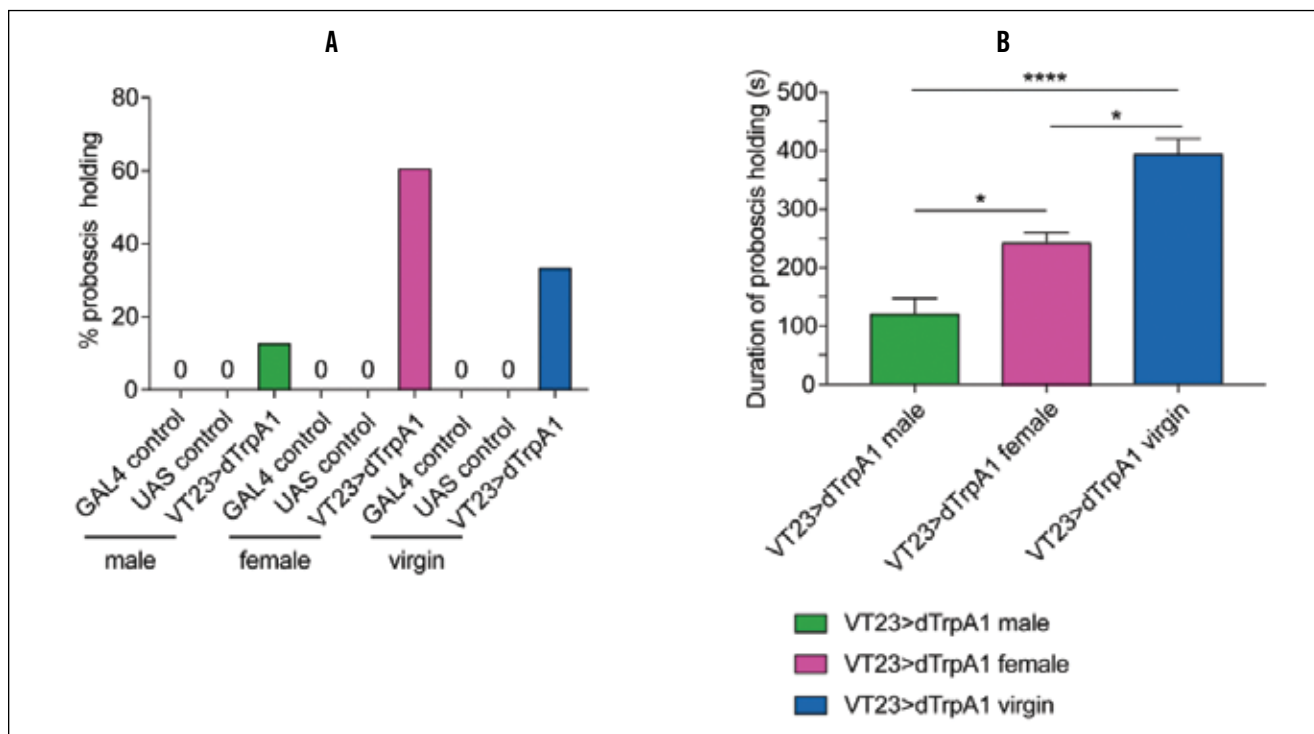 A
% proboscis holding
80
60
40
20
0
0
0
0
0
0
0
GAL4 control
UAS control
VT23>dTrpA1
GAL4 control
UAS control
VT23>dTrpA1
GAL4 control
UAS control
VT23>dTrpA1
male
female
virgin
B
Duration of proboscis holding (s)
500
400
300
200
100
0
****
*
*
VT23>dTrpA1 male
VT23>dTrpA1 female
VT23>dTrpA1 virgin
VT23>dTrpA1 male
VT23>dTrpA1 female
VT23>dTrpA1 virgin